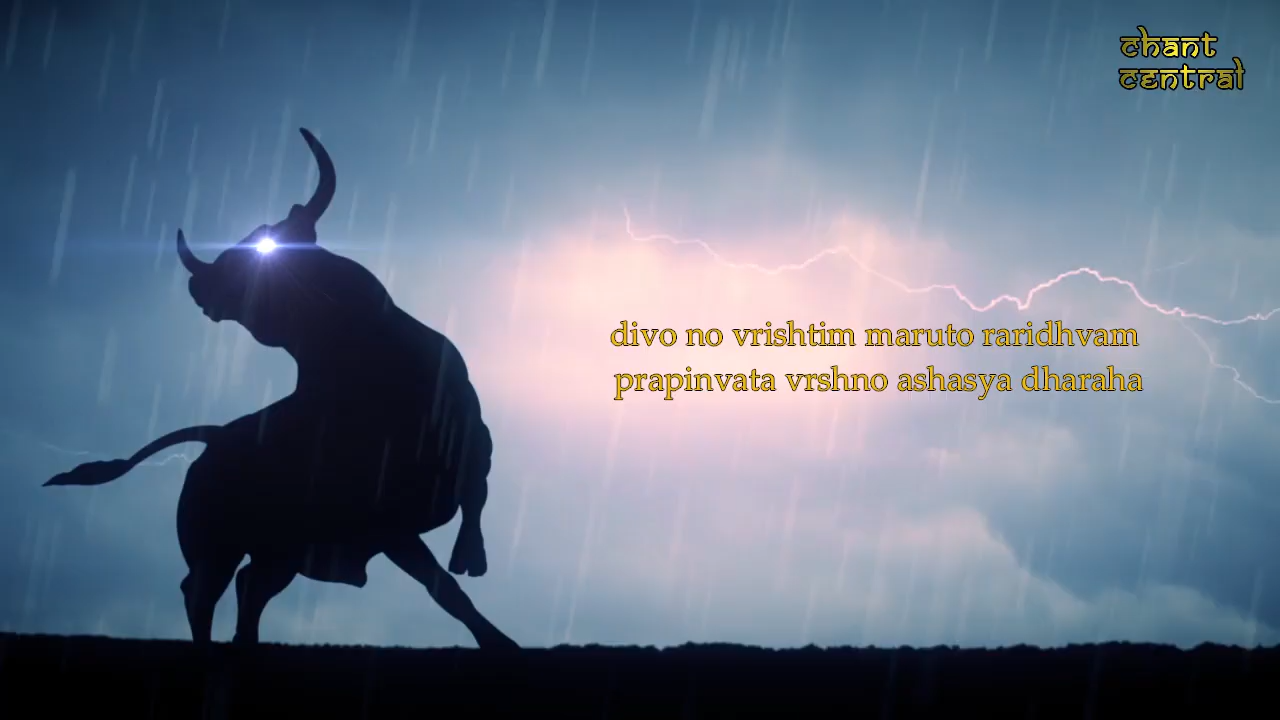 chant
central
divo no vrishtim maruto raridhvam
prapinvata vrshno ashasya dharaha